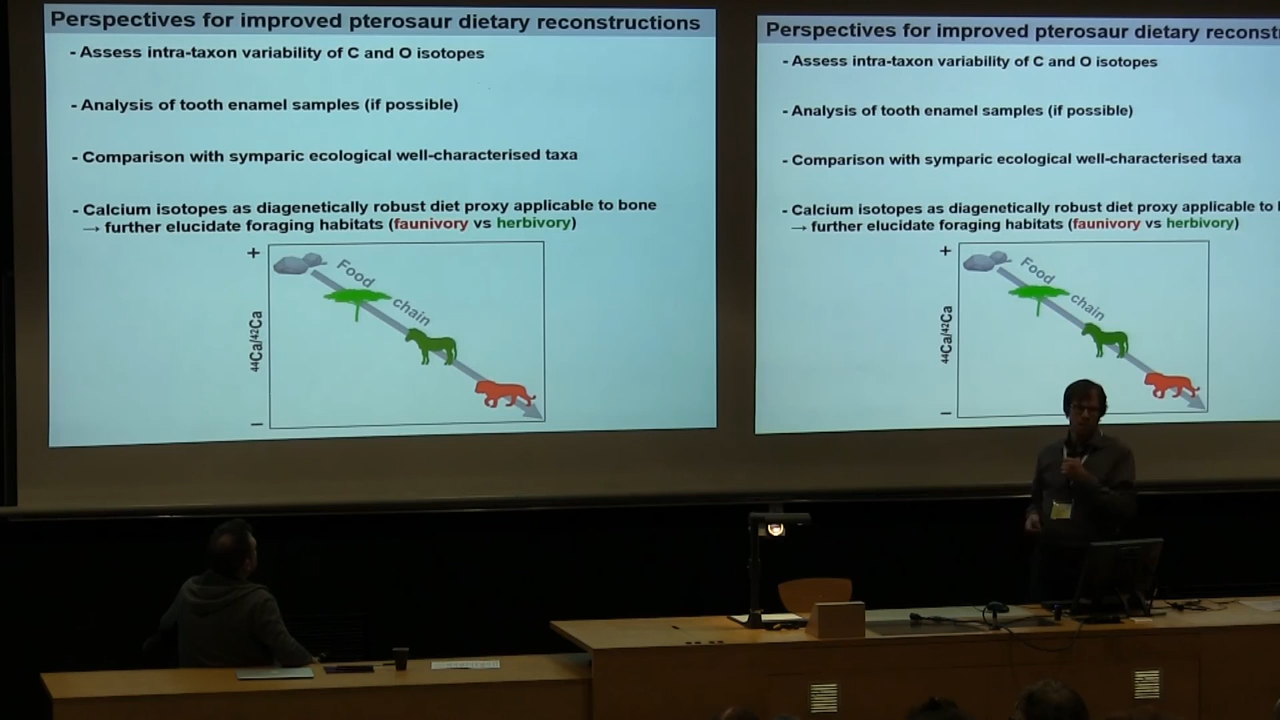 Perspectives for improved pterosaur dietary reconstructions
- Assess intra-taxon variability of C and O isotopes
- Analysis of tooth enamel samples (if possible)
- Comparison with symparic ecological well-characterised taxa
- Calcium isotopes as diagenetically robust diet proxy applicable to bone
→ further elucidate foraging habitats (faunivory vs herbivory)
+
Food chain
⁴⁴Ca/⁴²Ca
–
Perspectives for improved pterosaur dietary reconst
- Assess intra-taxon variability of C and O isotopes
- Analysis of tooth enamel samples (if possible)
- Comparison with symparic ecological well-characterised taxa
- Calcium isotopes as diagenetically robust diet proxy applicable to
→ further elucidate foraging habitats (faunivory vs herbivory)
+
Food chain
⁴⁴Ca/⁴²Ca
–